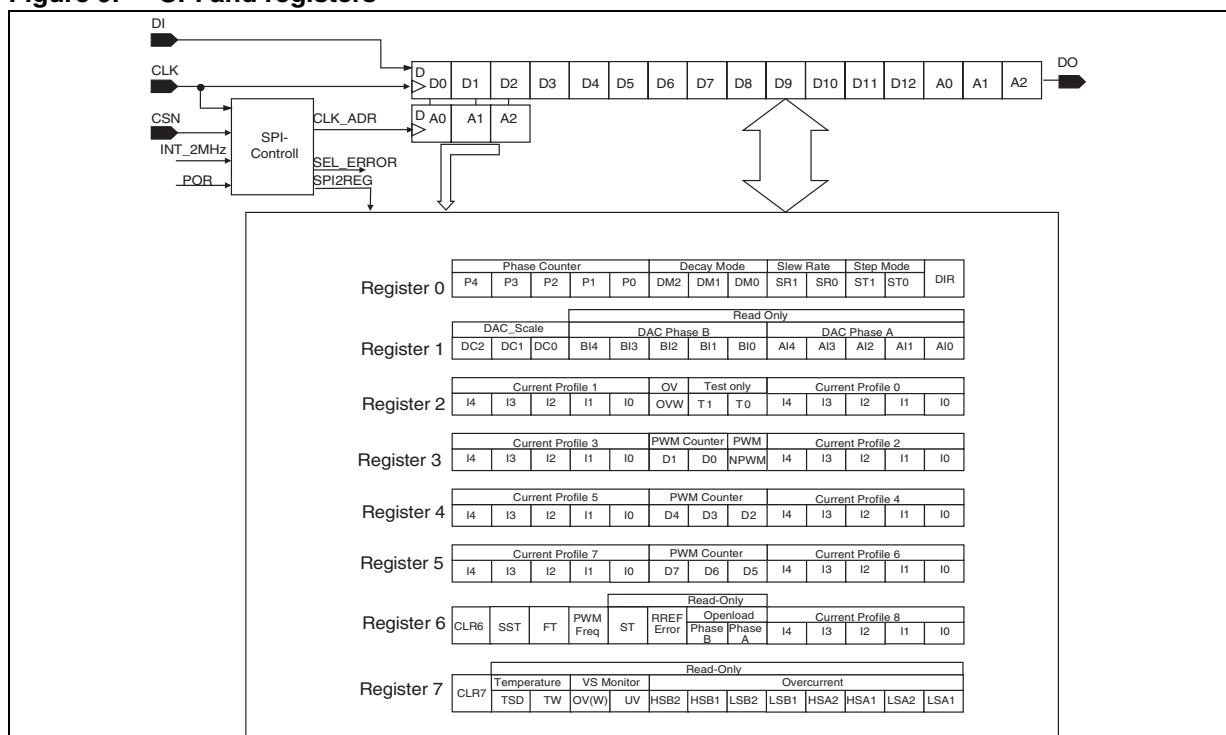 Figure SPI and registers
DI
CLK
CSN
INT_2MHz
POR
SPI-
Controll
CLK_ADR
SEL_ERROR
SPI2REG
D D0 D1 D2 D3 D4 D5 D6 D7 D8 D9 D10 D11 D12 A0 A1 A2
DO
D A0 A1 A2
Phase Counter Decay Mode Slew Rate Step Mode
Register 0 P4 P3 P2 P1 P0 DM2 DM1 DM0 SR1 SR0 ST1 ST0 DIR
Read Only
DAC_Scale DAC Phase B DAC Phase A
Register 1 DC2 DC1 DC0 BI4 BI3 BI2 BI1 BI0 AI4 AI3 AI2 AI1 AI0
Current Profile 1 OV Test only Current Profile 0
Register 2 I4 I3 I2 I1 I0 OVW T1 T0 I4 I3 I2 I1 I0
Current Profile 3 PWM Counter PWM Current Profile 2
Register 3 I4 I3 I2 I1 I0 D1 D0 NPWM I4 I3 I2 I1 I0
Current Profile 5 PWM Counter Current Profile 4
Register 4 I4 I3 I2 I1 I0 D4 D3 D2 I4 I3 I2 I1 I0
Current Profile 7 PWM Counter Current Profile 6
Register 5 I4 I3 I2 I1 I0 D7 D6 D5 I4 I3 I2 I1 I0
Read-Only
Register 6 CLR6 SST FT PWM Freq ST RREF Error Openload Phase B Phase A Current Profile 8 I4 I3 I2 I1 I0
Read-Only
Temperature VS Monitor Overcurrent
Register 7 CLR7 TSD TW OV(W) UV HSB2 HSB1 LSB2 LSB1 HSA2 HSA1 LSA2 LSA1